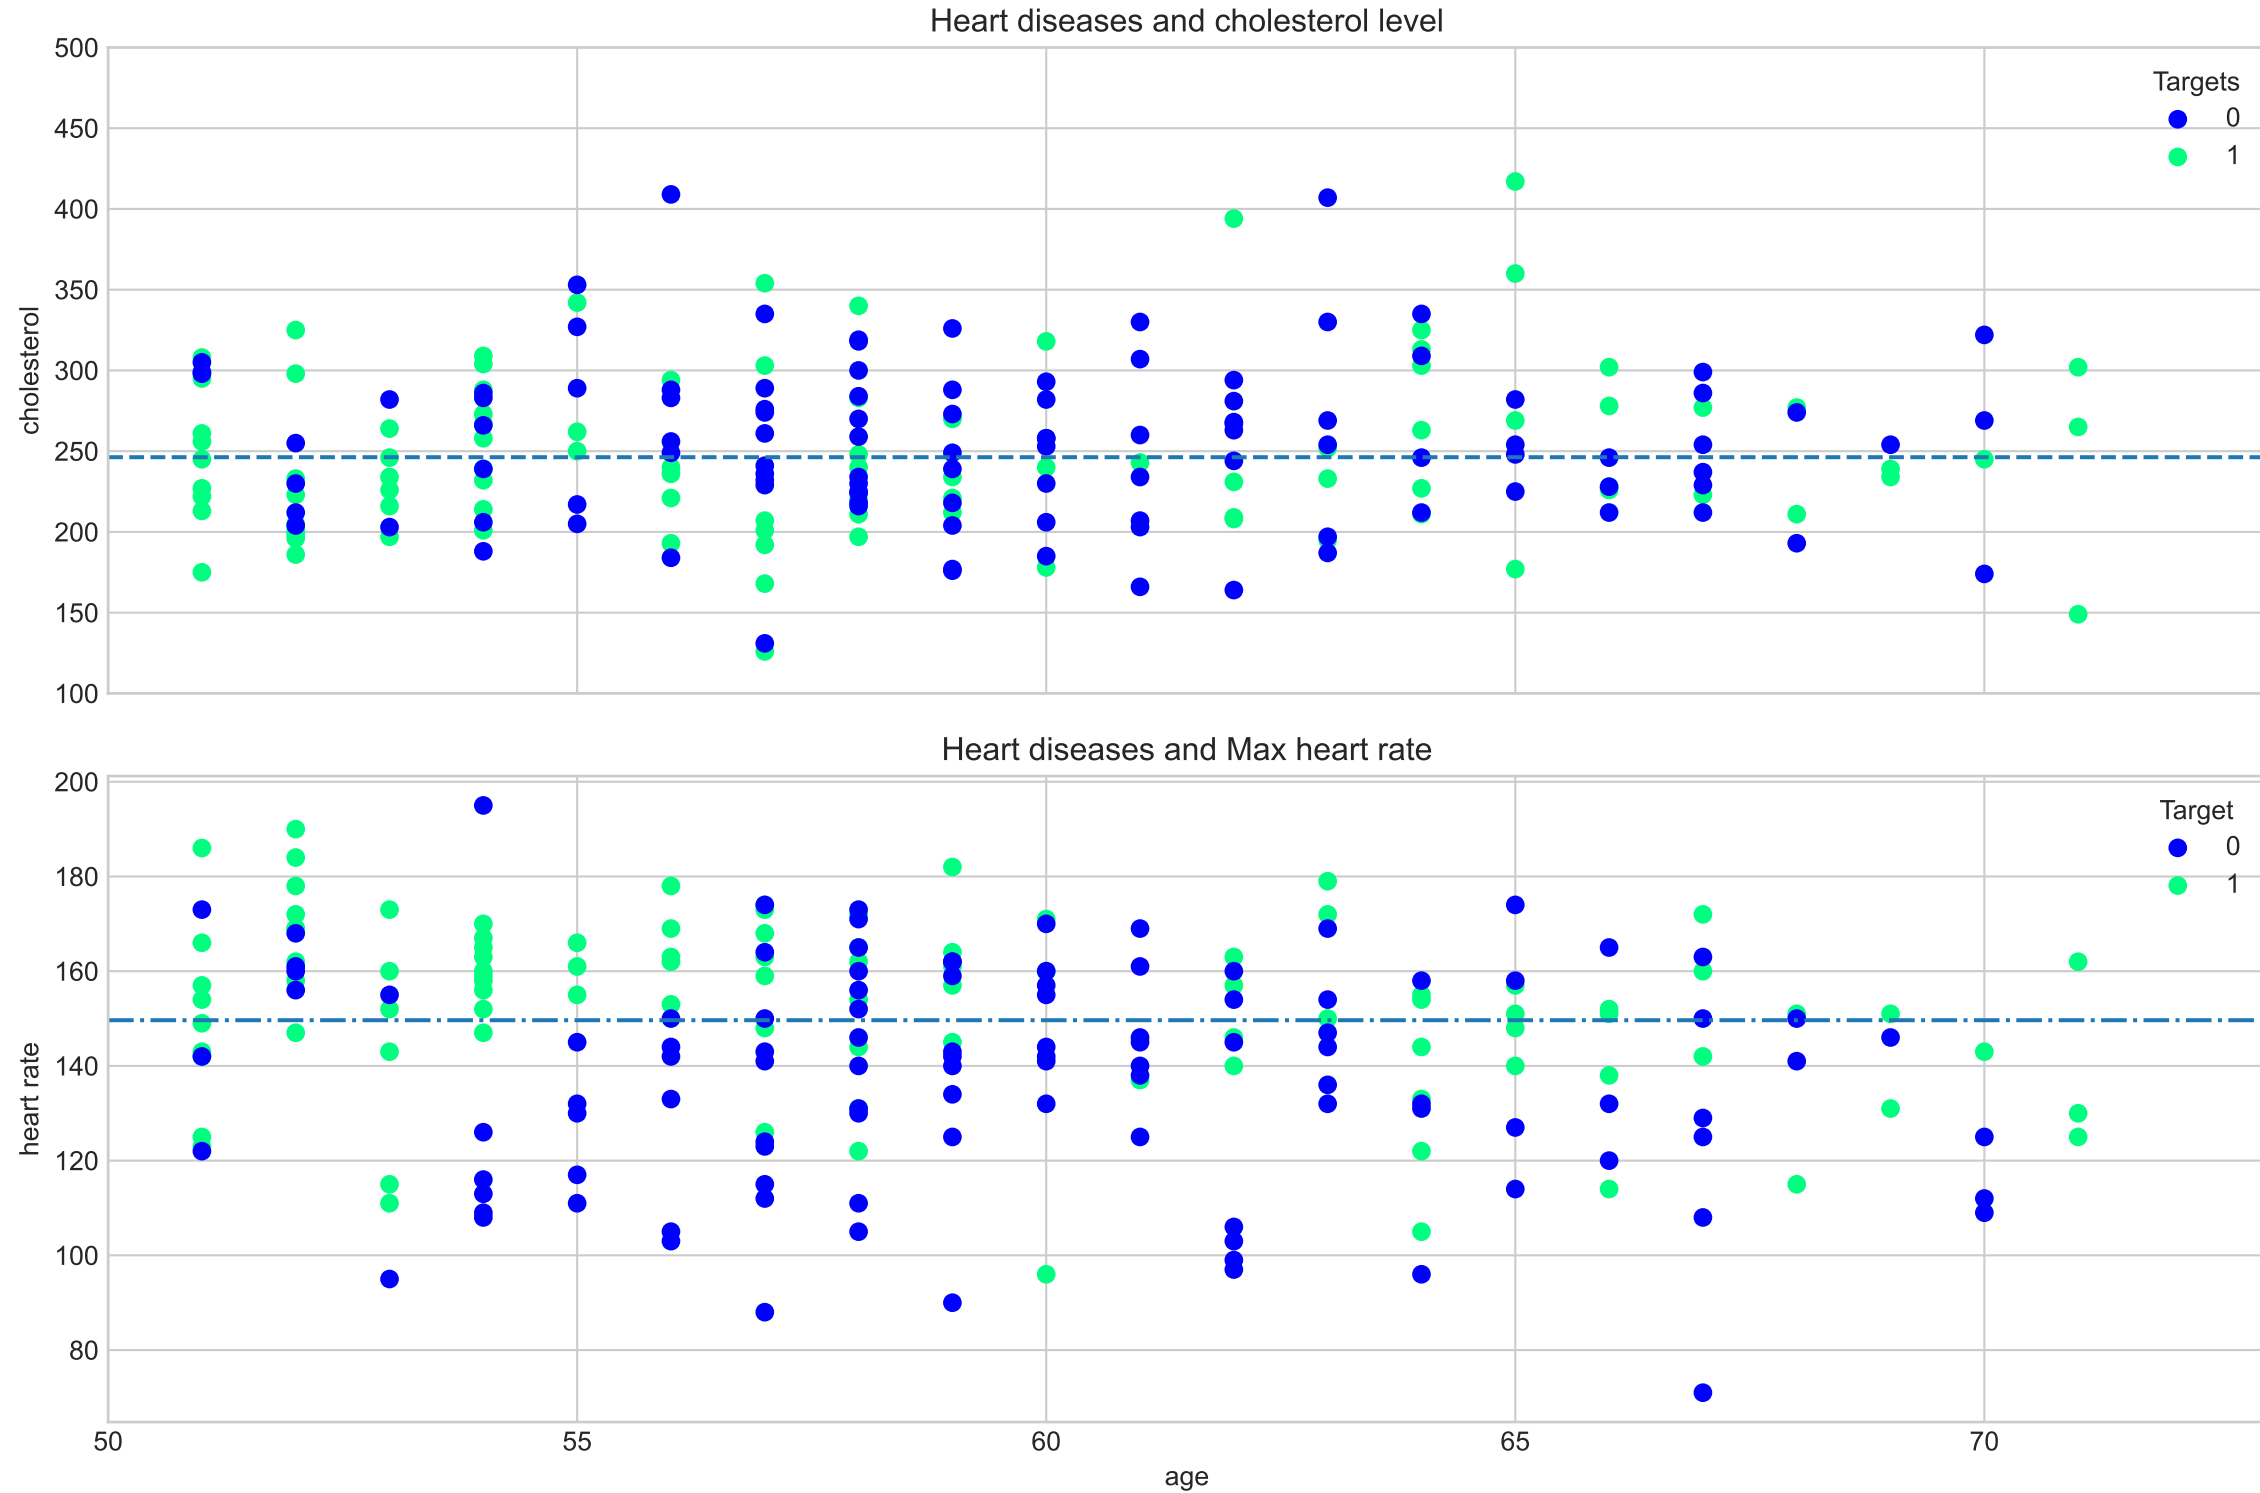 Heart diseases and cholesterol level
500
450
400
350
300
250
200
150
100
cholesterol
Targets
0
1
Heart diseases and Max heart rate
200
180
160
140
120
100
80
heart rate
Target
0
1
50 55 60 65 70
age